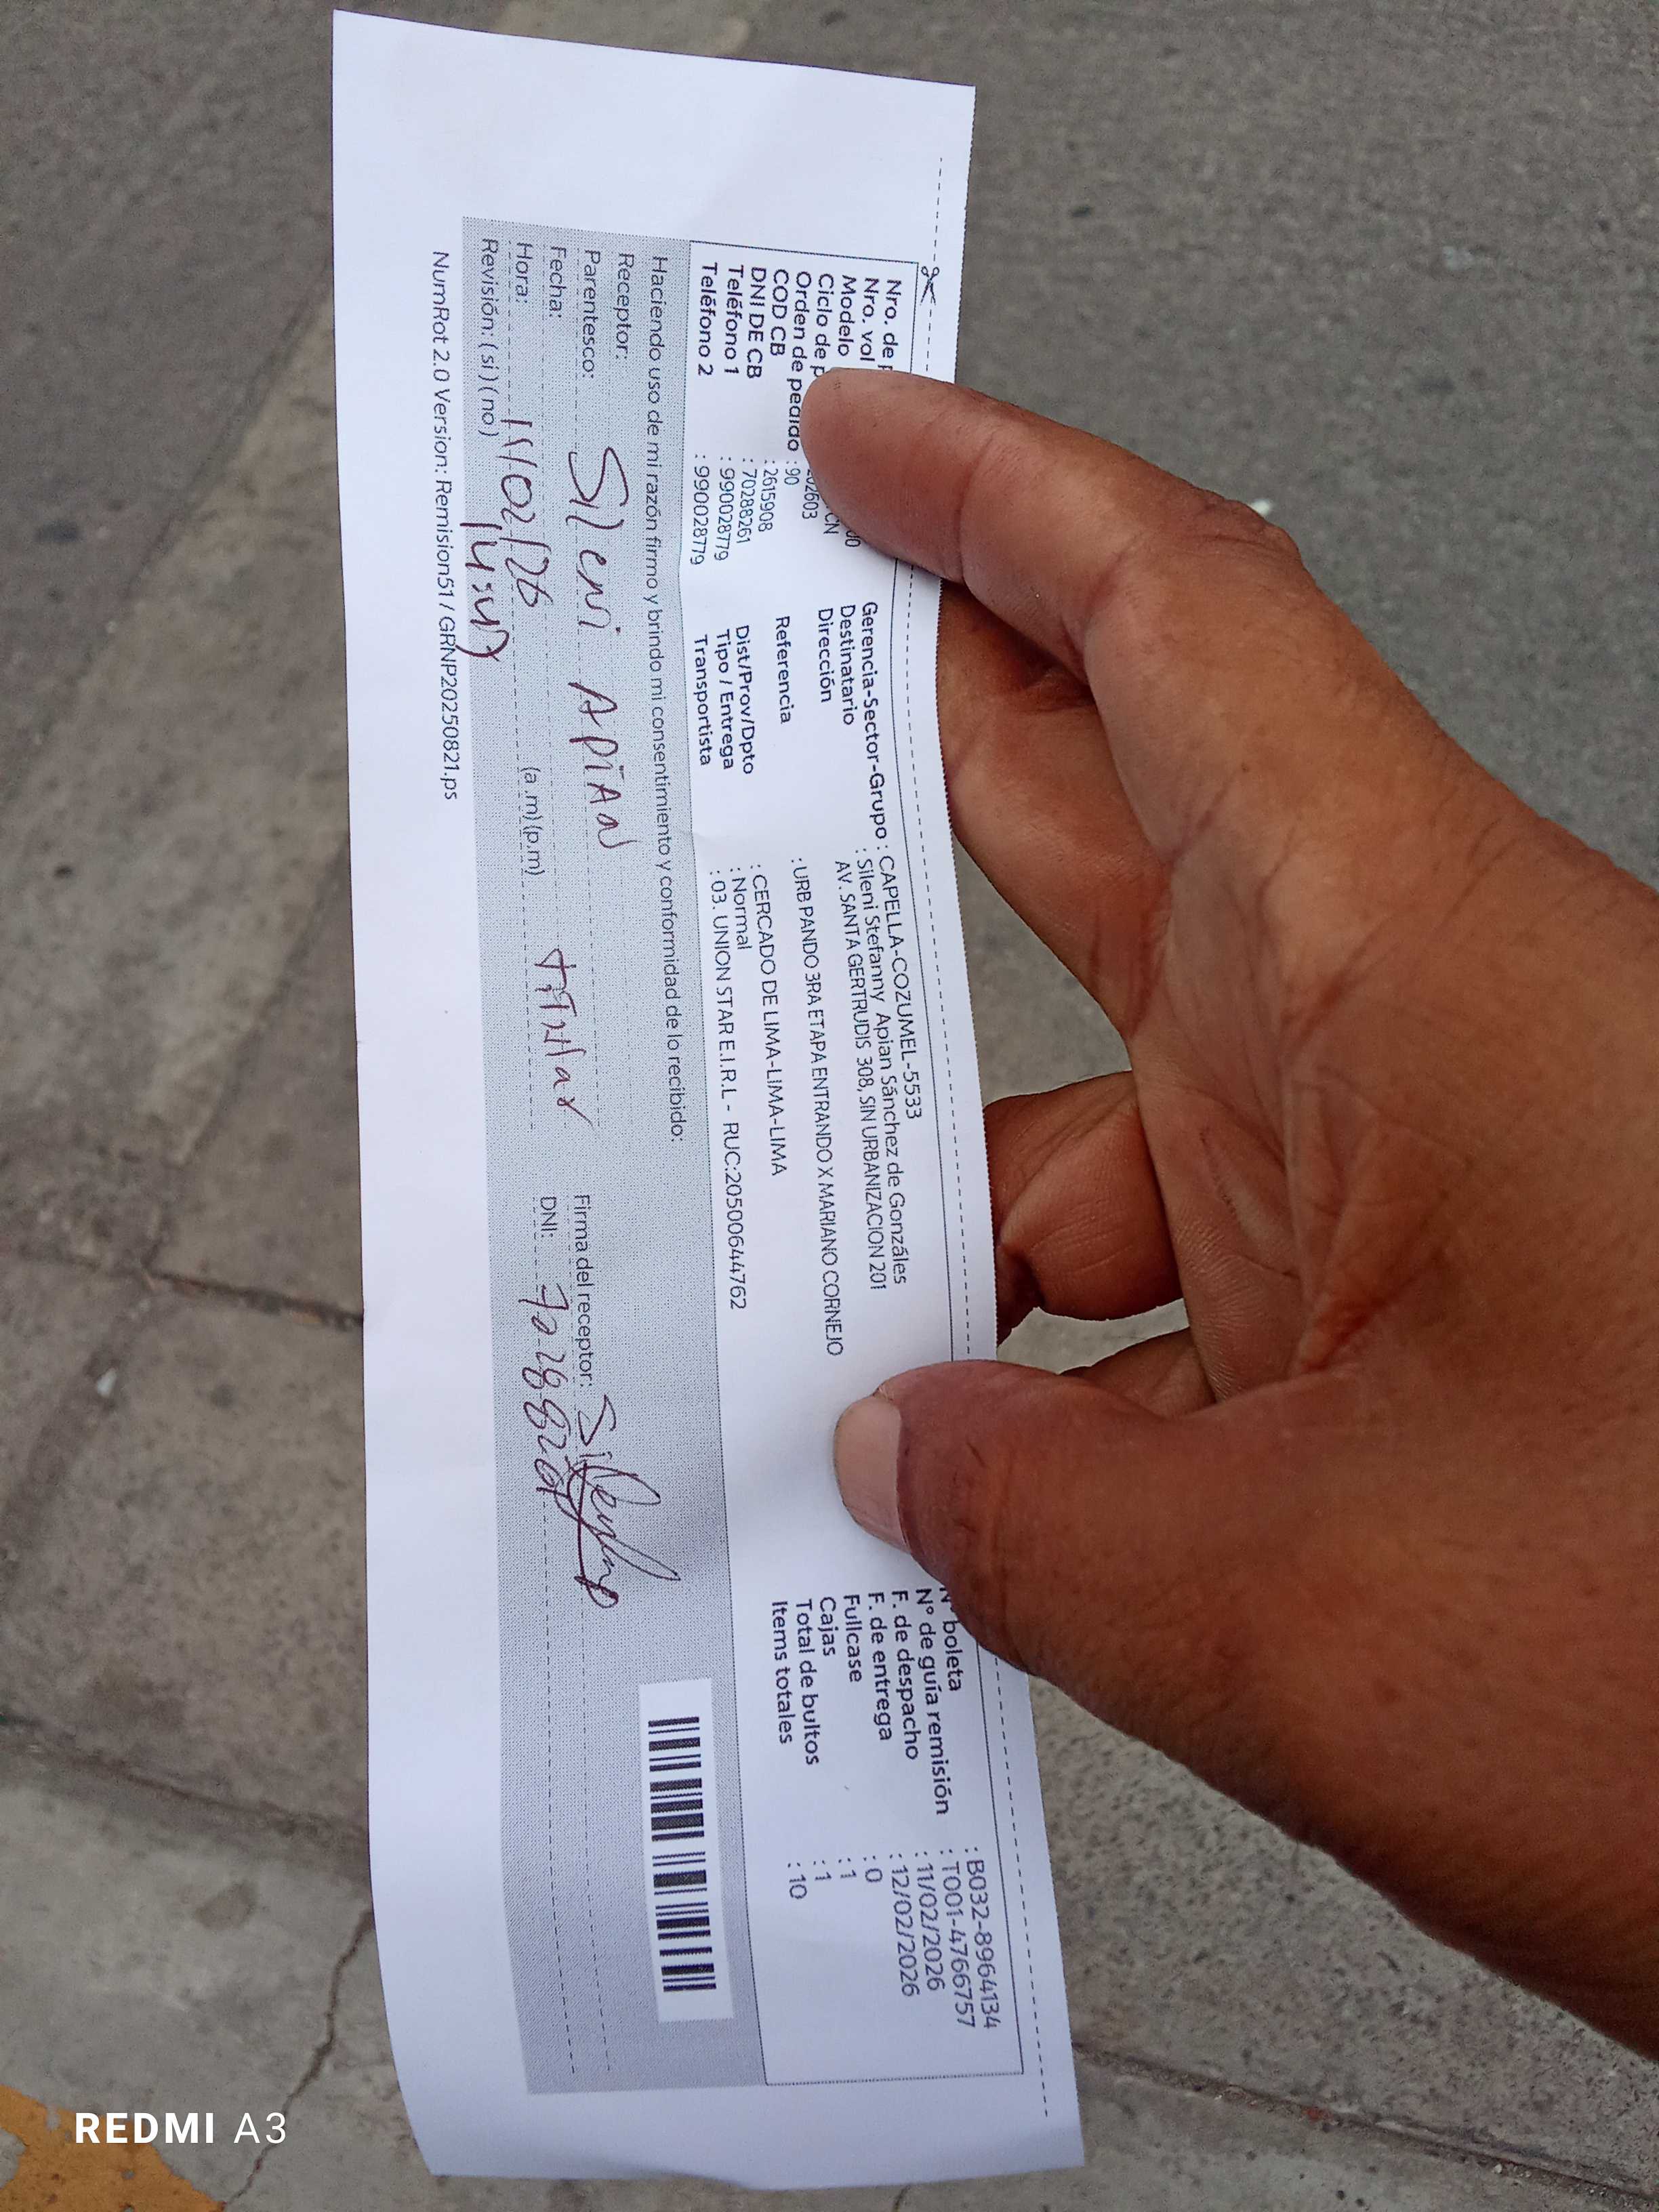 Nro. de
Nro. vol
Modelo
Ciclo de
Orden de pedido : 90
COD CB : 2615908
DNI DE CB : 70288261
Teléfono 1 : 990028779
Teléfono 2 : 990028779
Gerencia-Sector-Grupo : CAPELLA-COZUMEL-5533
Destinatario : Sileni Stefanny Apian Sánchez de Gonzáles
Dirección AV. SANTA GERTRUDIS 308, SIN URBANIZACION 201
Referencia : URB PANDO 3RA ETAPA ENTRANDO X MARIANO CORNEJO
Dist/Prov/Dpto : CERCADO DE LIMA-LIMA-LIMA
Tipo / Entrega : Normal
Transportista : 03. UNION STAR E.I.R.L - RUC:20500644762
boleta : B032-8964134
N° de guía remisión : T001-4766757
F. de despacho : 11/02/2026
F. de entrega : 12/02/2026
Fullcase : 0
Cajas : 1
Total de bultos : 1
Items totales : 10
Haciendo uso de mi razón firmo y brindo mi consentimiento y conformidad de lo recibido:
Receptor: Sileni APIAN
Parentesco: Titular
Firma del receptor:
Fecha:
DNI: 70288261
Hora: (a.m) (p.m)
Revisión: (si) (no)
NumRot 2.0 Version: Remision51 / GRNP20250821.ps
REDMI A3